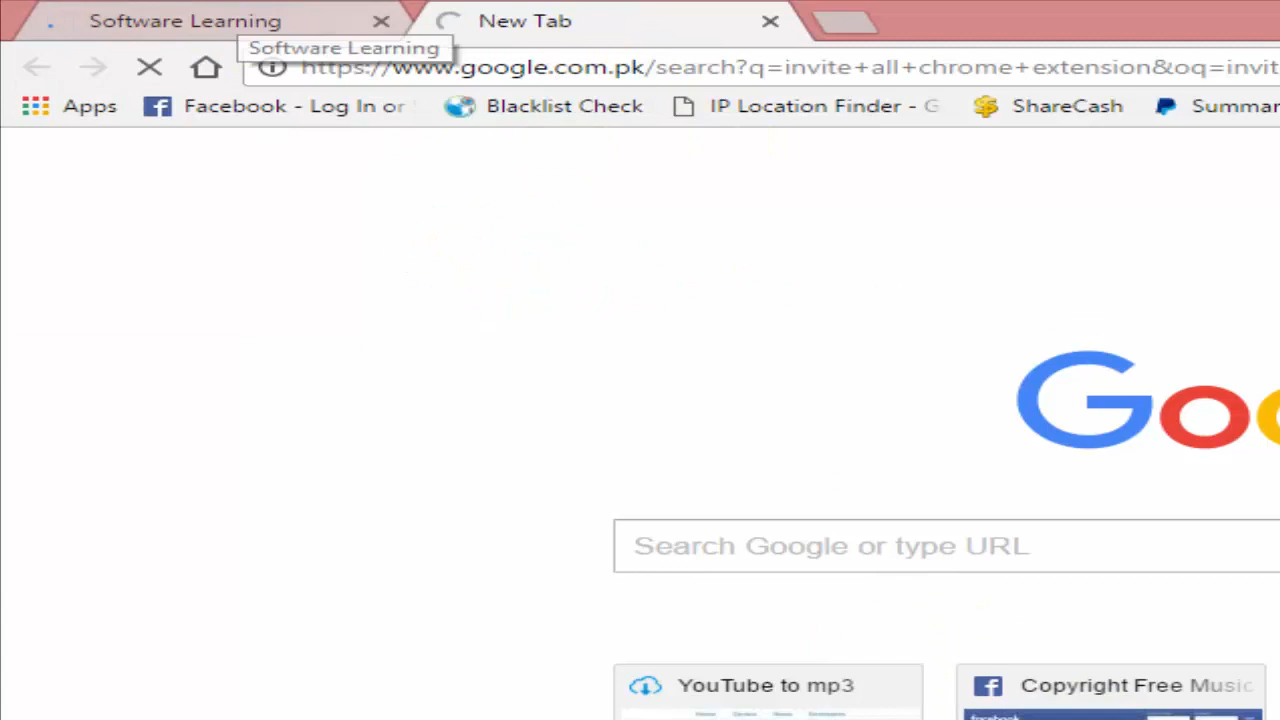 Software Learning
New Tab
Software Learning
https://www.google.com.pk/search?q=invite+all+chrome+extension&oq=invit
Apps
Facebook - Log In or
Blacklist Check
IP Location Finder - G
ShareCash
Summar
Goo
Search Google or type URL
YouTube to mp3
Copyright Free Music
facebook